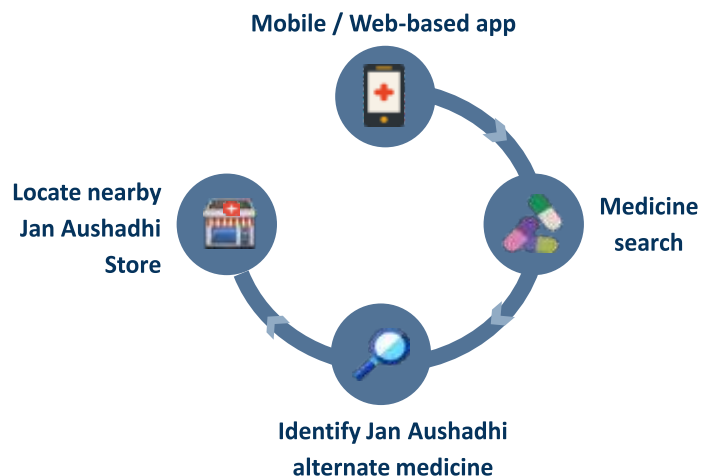 Mobile / Web-based app
Medicine
search
Identify Jan Aushadhi
alternate medicine
Locate nearby
Jan Aushadhi
Store